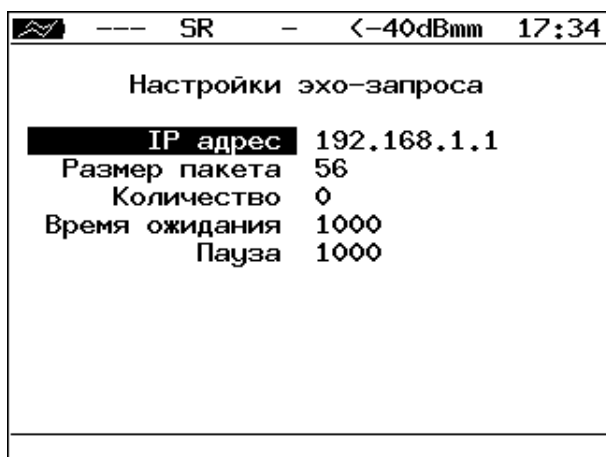 --- SR - <-40dBmm 17:34
Настройки эхо-запроса
IP адрес 192.168.1.1
Размер пакета 56
Количество 0
Время ожидания 1000
Пауза 1000